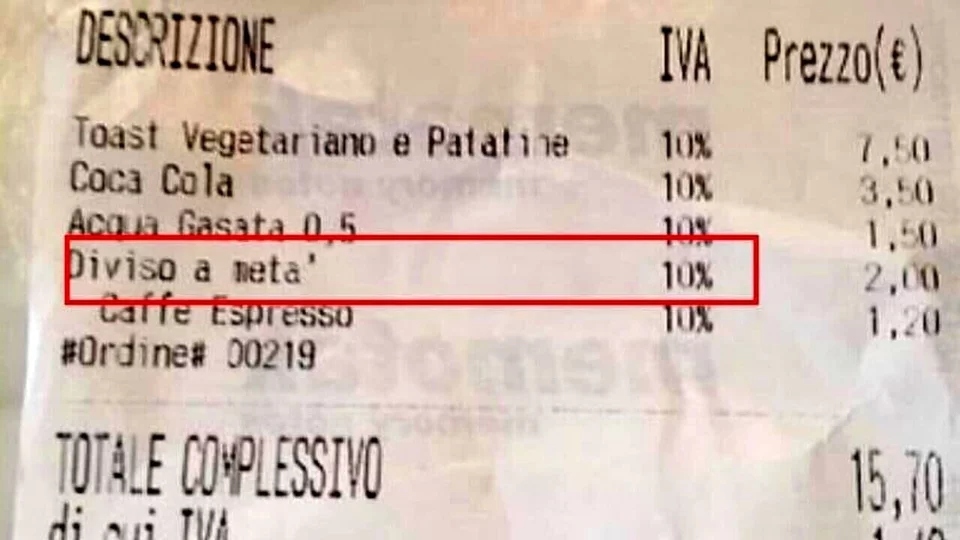 DESCRIZIONE IVA Prezzo(€)
Toast Vegetariano e Patatine 10% 7,50
Coca Cola 10% 3,50
Acqua Gasata 0,5 10% 1,50
Diviso a meta' 10% 2,00
Caffe Espresso 10% 1,20
#Ordine# 00219
TOTALE COMPLESSIVO 15,70
di cui IVA